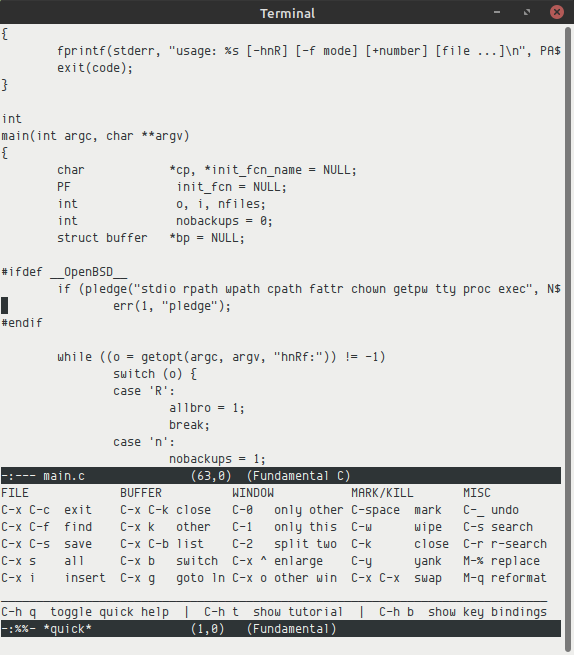 Terminal
{
        fprintf(stderr, "usage: %s [-hnR] [-f mode] [+number] [file ...]\n", PA$
        exit(code);
}

int
main(int argc, char **argv)
{
        char            *cp, *init_fcn_name = NULL;
        PF               init_fcn = NULL;
        int              o, i, nfiles;
        int              nobackups = 0;
        struct buffer   *bp = NULL;

#ifdef __OpenBSD__
        if (pledge("stdio rpath wpath cpath fattr chown getpw tty proc exec", N$
                err(1, "pledge");
#endif

        while ((o = getopt(argc, argv, "hnRf:")) != -1)
                switch (o) {
                case 'R':
                        allbro = 1;
                        break;
                case 'n':
                        nobackups = 1;
-:--- main.c               (63,0)  (Fundamental C)
FILE             BUFFER          WINDOW           MARK/KILL       MISC
C-x C-c  exit    C-x C-k close   C-0   only other C-space  mark   C-_ undo
C-x C-f  find    C-x k   other   C-1   only this  C-w      wipe   C-s search
C-x C-s  save    C-x C-b list    C-2   split two  C-k      close  C-r r-search
C-x s    all     C-x b   switch  C-x ^ enlarge    C-y      yank   M-% replace
C-x i    insert  C-x g   goto ln C-x o other win  C-x C-x  swap   M-q reformat
______________________________________________________________________________
C-h q  toggle quick help  |  C-h t  show tutorial  |  C-h b  show key bindings
-:%%- *quick*              (1,0)   (Fundamental)